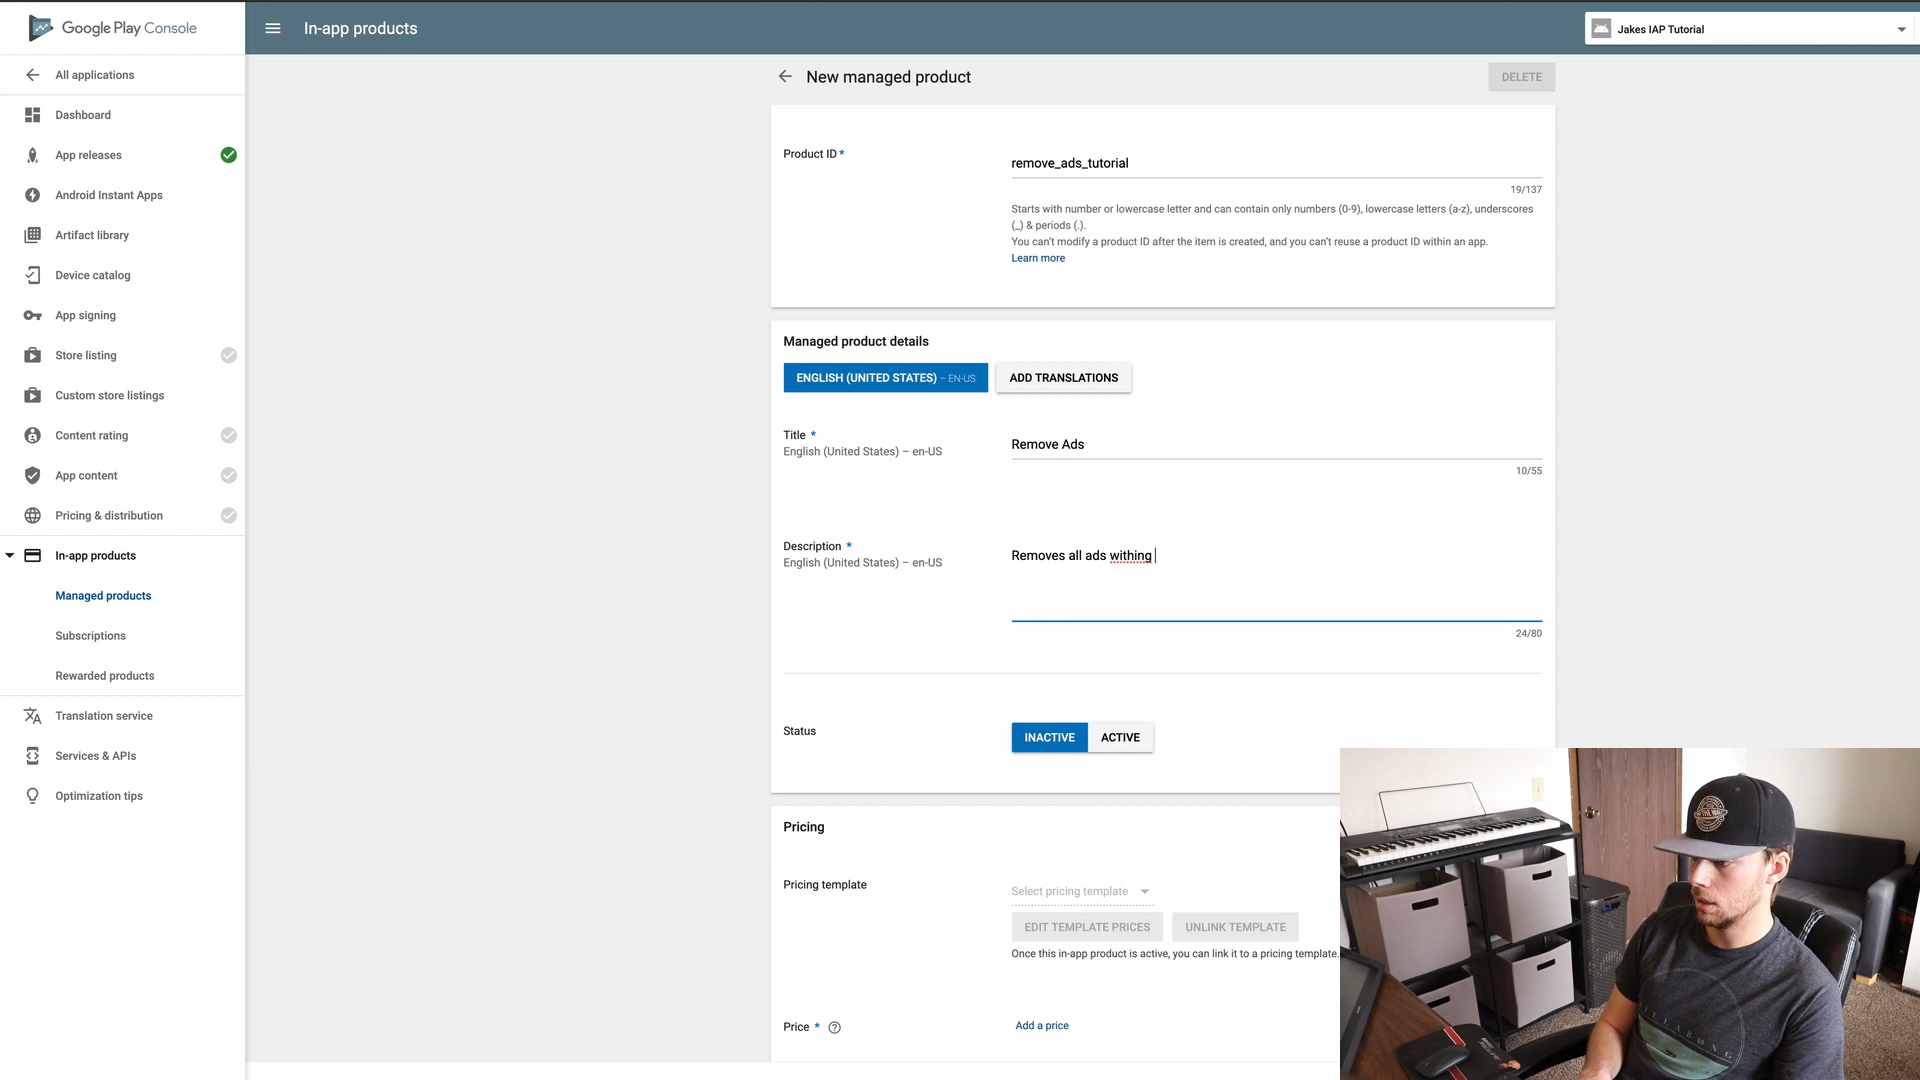 Google Play Console
In-app products
Jakes IAP Tutorial
All applications
Dashboard
App releases
Android Instant Apps
Artifact library
Device catalog
App signing
Store listing
Custom store listings
Content rating
App content
Pricing & distribution
In-app products
Managed products
Subscriptions
Rewarded products
Translation service
Services & APIs
Optimization tips
New managed product
DELETE
Product ID *
remove_ads_tutorial
19/137
Starts with number or lowercase letter and can contain only numbers (0-9), lowercase letters (a-z), underscores
(_) & periods (.).
You can't modify a product ID after the item is created, and you can't reuse a product ID within an app.
Learn more
Managed product details
ENGLISH (UNITED STATES) – EN-US
ADD TRANSLATIONS
Title *
English (United States) – en-US
Remove Ads
10/55
Description *
English (United States) – en-US
Removes all ads withing
24/80
Status
INACTIVE
ACTIVE
Pricing
Pricing template
Select pricing template
EDIT TEMPLATE PRICES
UNLINK TEMPLATE
Once this in-app product is active, you can link it to a pricing template.
Price *
Add a price